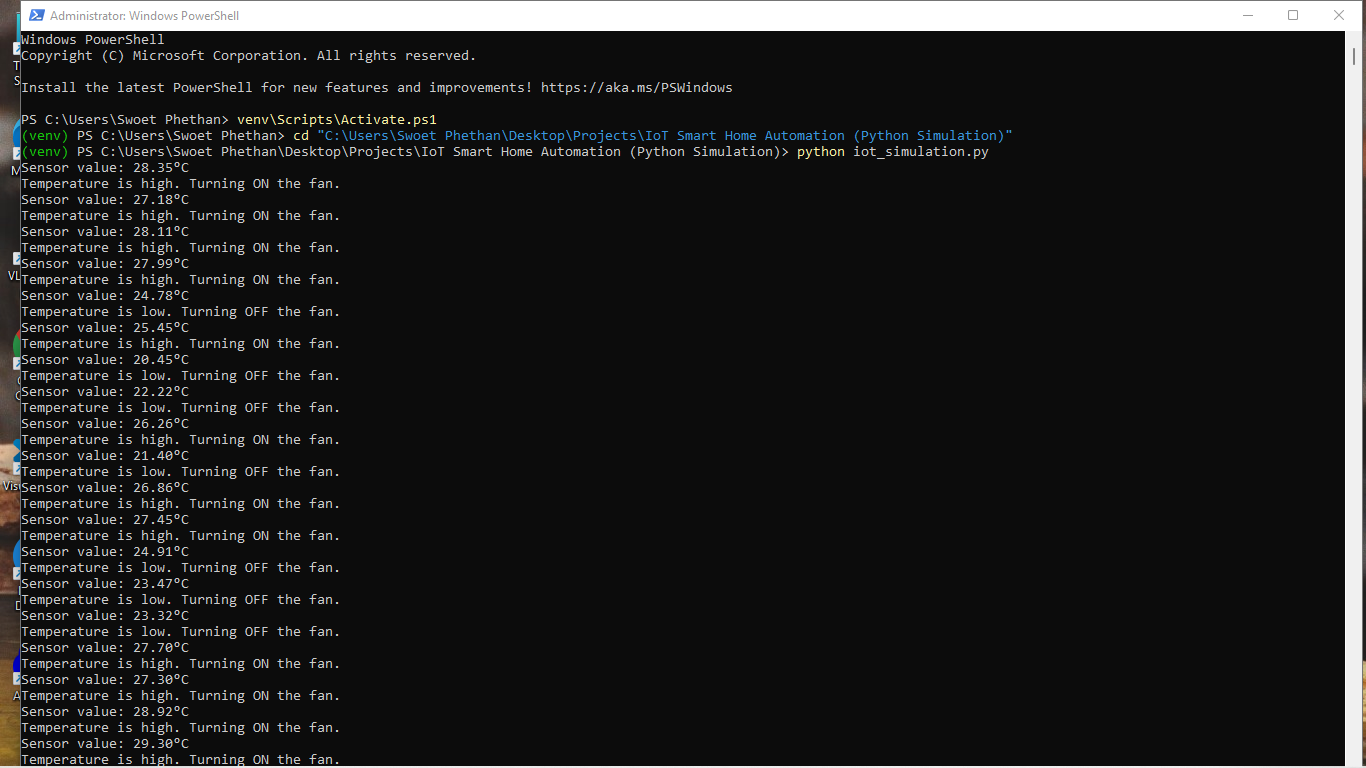 Administrator: Windows PowerShell
Windows PowerShell
Copyright (C) Microsoft Corporation. All rights reserved.
Install the latest PowerShell for new features and improvements! https://aka.ms/PSWindows
PS C:\Users\Swoet Phethan> venv\Scripts\Activate.ps1
(venv) PS C:\Users\Swoet Phethan> cd "C:\Users\Swoet Phethan\Desktop\Projects\IoT Smart Home Automation (Python Simulation)"
(venv) PS C:\Users\Swoet Phethan\Desktop\Projects\IoT Smart Home Automation (Python Simulation)> python iot_simulation.py
Sensor value: 28.35°C
Temperature is high. Turning ON the fan.
Sensor value: 27.18°C
Temperature is high. Turning ON the fan.
Sensor value: 28.11°C
Temperature is high. Turning ON the fan.
Sensor value: 27.99°C
Temperature is high. Turning ON the fan.
Sensor value: 24.78°C
Temperature is low. Turning OFF the fan.
Sensor value: 25.45°C
Temperature is high. Turning ON the fan.
Sensor value: 20.45°C
Temperature is low. Turning OFF the fan.
Sensor value: 22.22°C
Temperature is low. Turning OFF the fan.
Sensor value: 26.26°C
Temperature is high. Turning ON the fan.
Sensor value: 21.40°C
Temperature is low. Turning OFF the fan.
Sensor value: 26.86°C
Temperature is high. Turning ON the fan.
Sensor value: 27.45°C
Temperature is high. Turning ON the fan.
Sensor value: 24.91°C
Temperature is low. Turning OFF the fan.
Sensor value: 23.47°C
Temperature is low. Turning OFF the fan.
Sensor value: 23.32°C
Temperature is low. Turning OFF the fan.
Sensor value: 27.70°C
Temperature is high. Turning ON the fan.
Sensor value: 27.30°C
Temperature is high. Turning ON the fan.
Sensor value: 28.92°C
Temperature is high. Turning ON the fan.
Sensor value: 29.30°C
Temperature is high. Turning ON the fan.